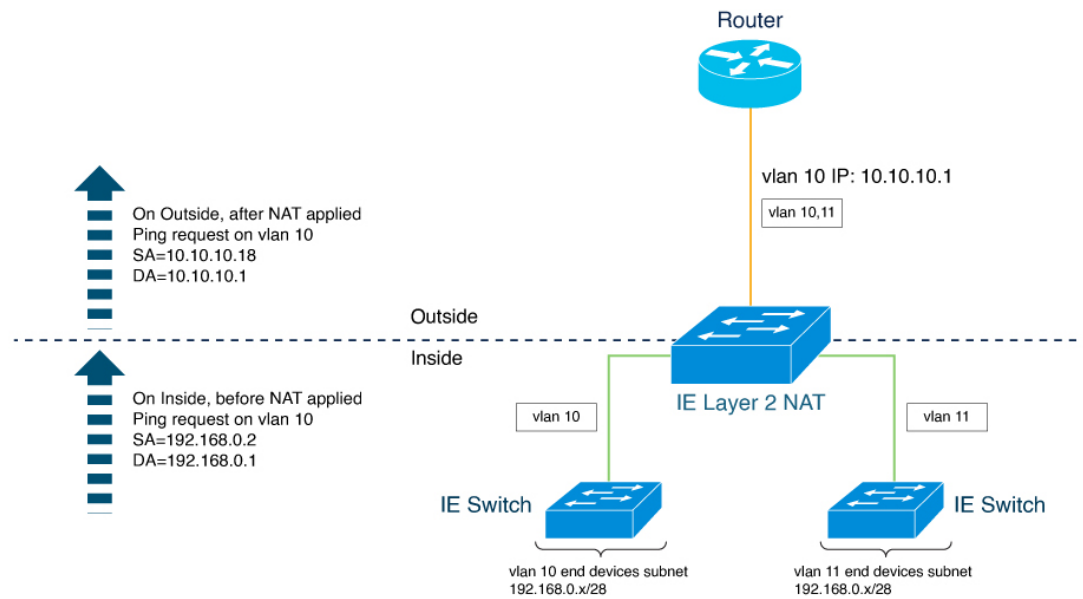 Router
vlan 10 IP: 10.10.10.1
vlan 10,11
On Outside, after NAT applied
Ping request on vlan 10
SA=10.10.10.18
DA=10.10.10.1
Outside
Inside
On Inside, before NAT applied
Ping request on vlan 10
SA=192.168.0.2
DA=192.168.0.1
IE Layer 2 NAT
vlan 10
vlan 11
IE Switch
IE Switch
vlan 10 end devices subnet
192.168.0.x/28
vlan 11 end devices subnet
192.168.0.x/28